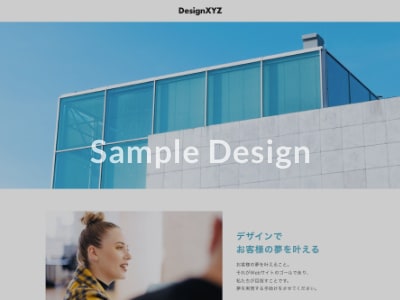 DesignXYZ
Sample Design
デザインで
お客様の夢を叶える
お客様の夢を叶えること。
それがWebサイトのゴールであり、
私たちが目指すことです。
夢を実現する手助けをさせてください。